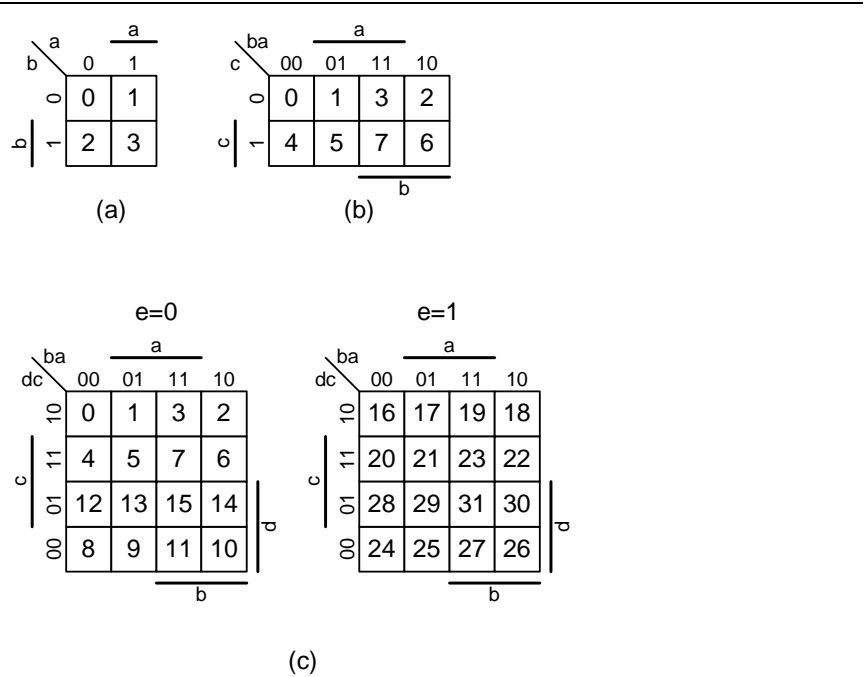 a
a
b 0 1
0 0 1
b 1 2 3
(a)
a
ba
c 00 01 11 10
0 0 1 3 2
c 1 4 5 7 6
b
(b)
e=0
a
ba
dc 00 01 11 10
10 0 1 3 2
11 4 5 7 6
c
01 12 13 15 14
d
00 8 9 11 10
b
e=1
a
ba
dc 00 01 11 10
10 16 17 19 18
11 20 21 23 22
c
01 28 29 31 30
d
00 24 25 27 26
b
(c)